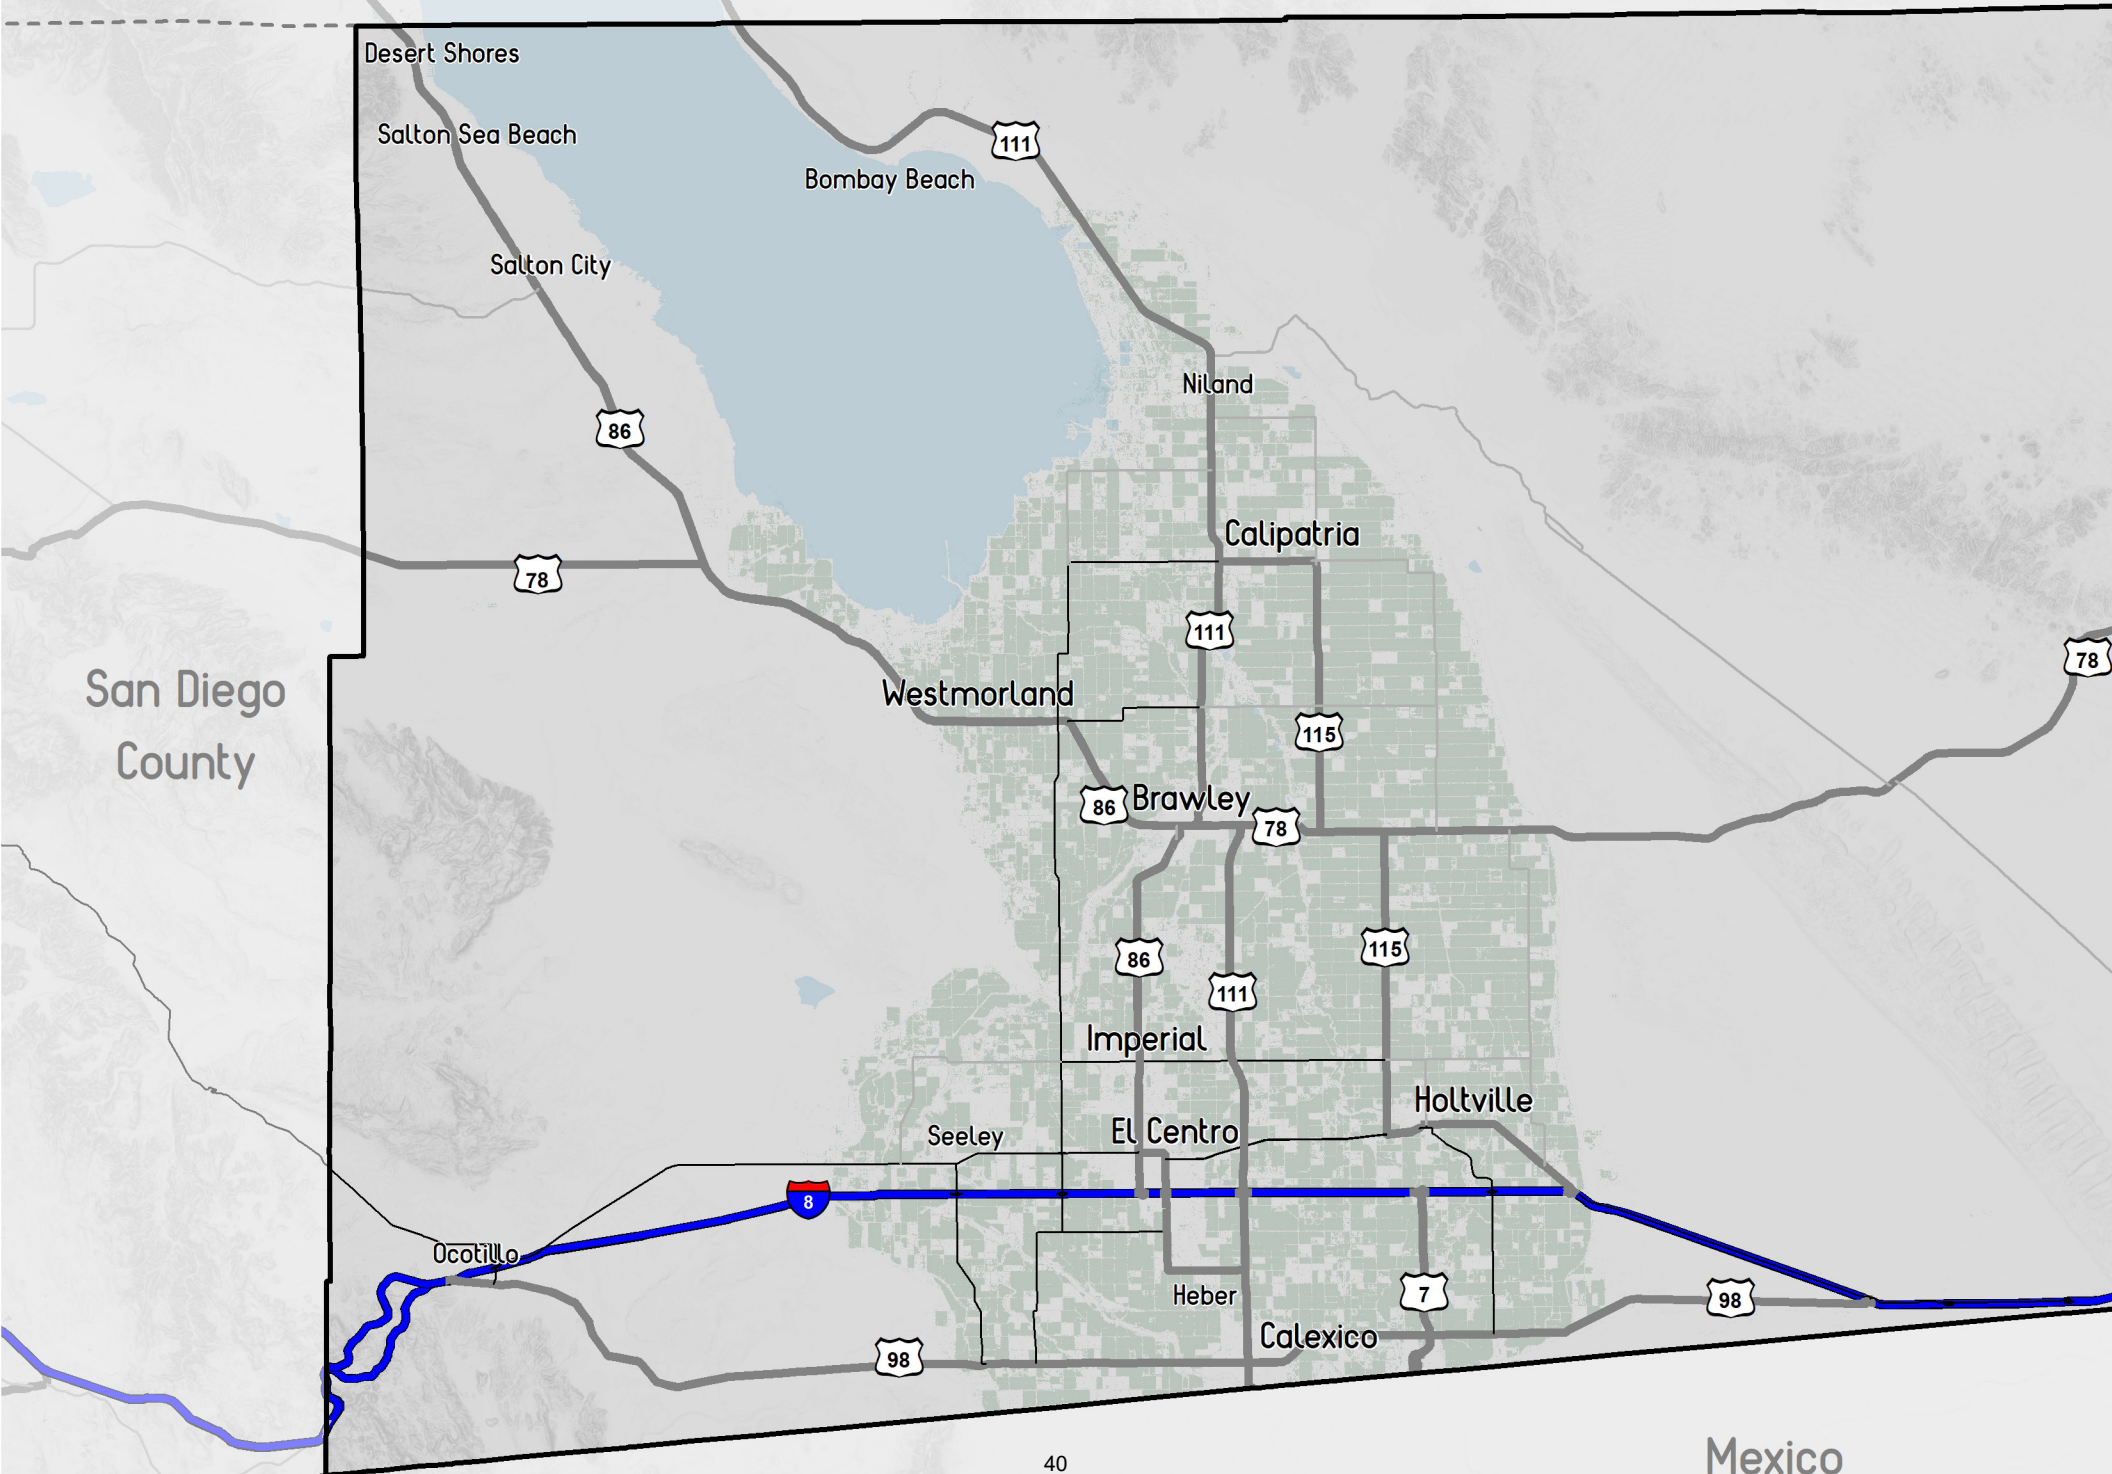 Desert Shores
Salton Sea Beach
111
Bombay Beach
Salton City
Niland
86
Calipatria
78
111
78
San Diego
County
Westmorland
115
86
Brawley
78
86
115
111
Imperial
Holtville
Seeley
El Centro
8
Ocotillo
Heber
7
98
Calexico
98
Mexico
40